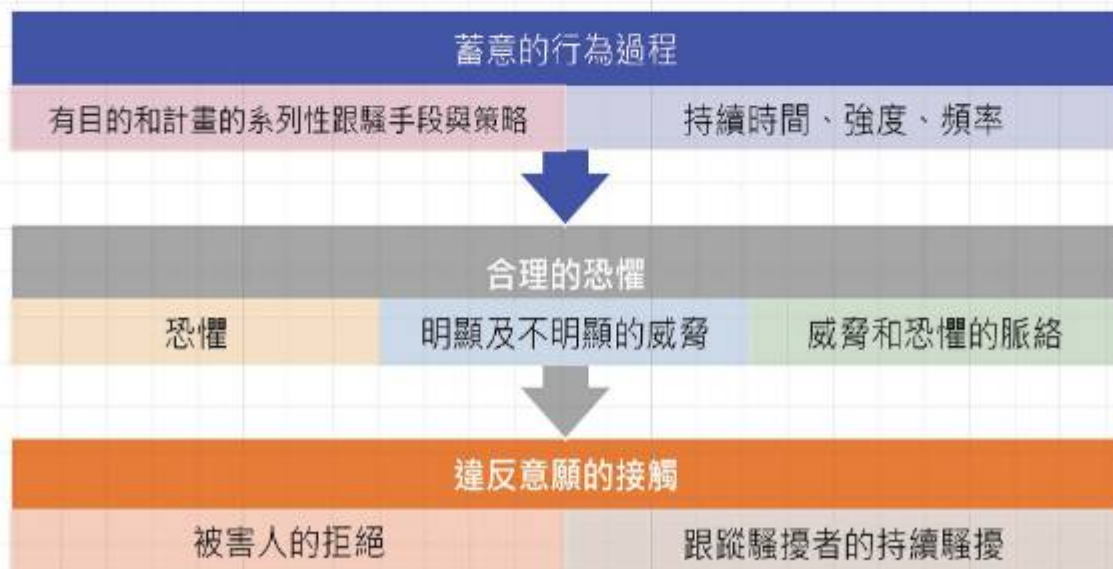 蓄意的行為過程
有目的和計畫的系列性跟騷手段與策略
持續時間、強度、頻率
合理的恐懼
恐懼
明顯及不明顯的威脅
威脅和恐懼的脈絡
違反意願的接觸
被害人的拒絕
跟蹤騷擾者的持續騷擾